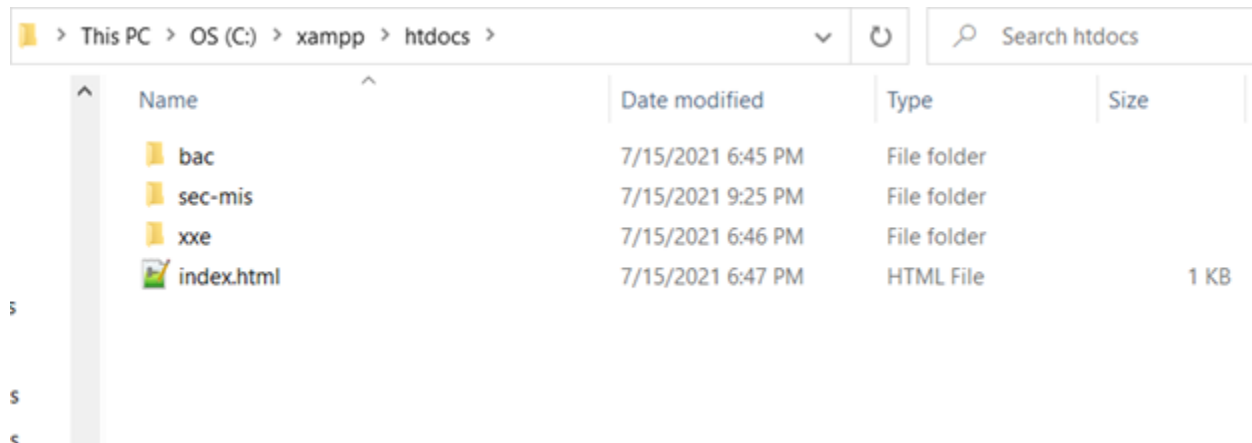 This PC > OS (C:) > xampp > htdocs > Search htdocs
Name Date modified Type Size
bac 7/15/2021 6:45 PM File folder
sec-mis 7/15/2021 9:25 PM File folder
xxe 7/15/2021 6:46 PM File folder
index.html 7/15/2021 6:47 PM HTML File 1 KB
s
s